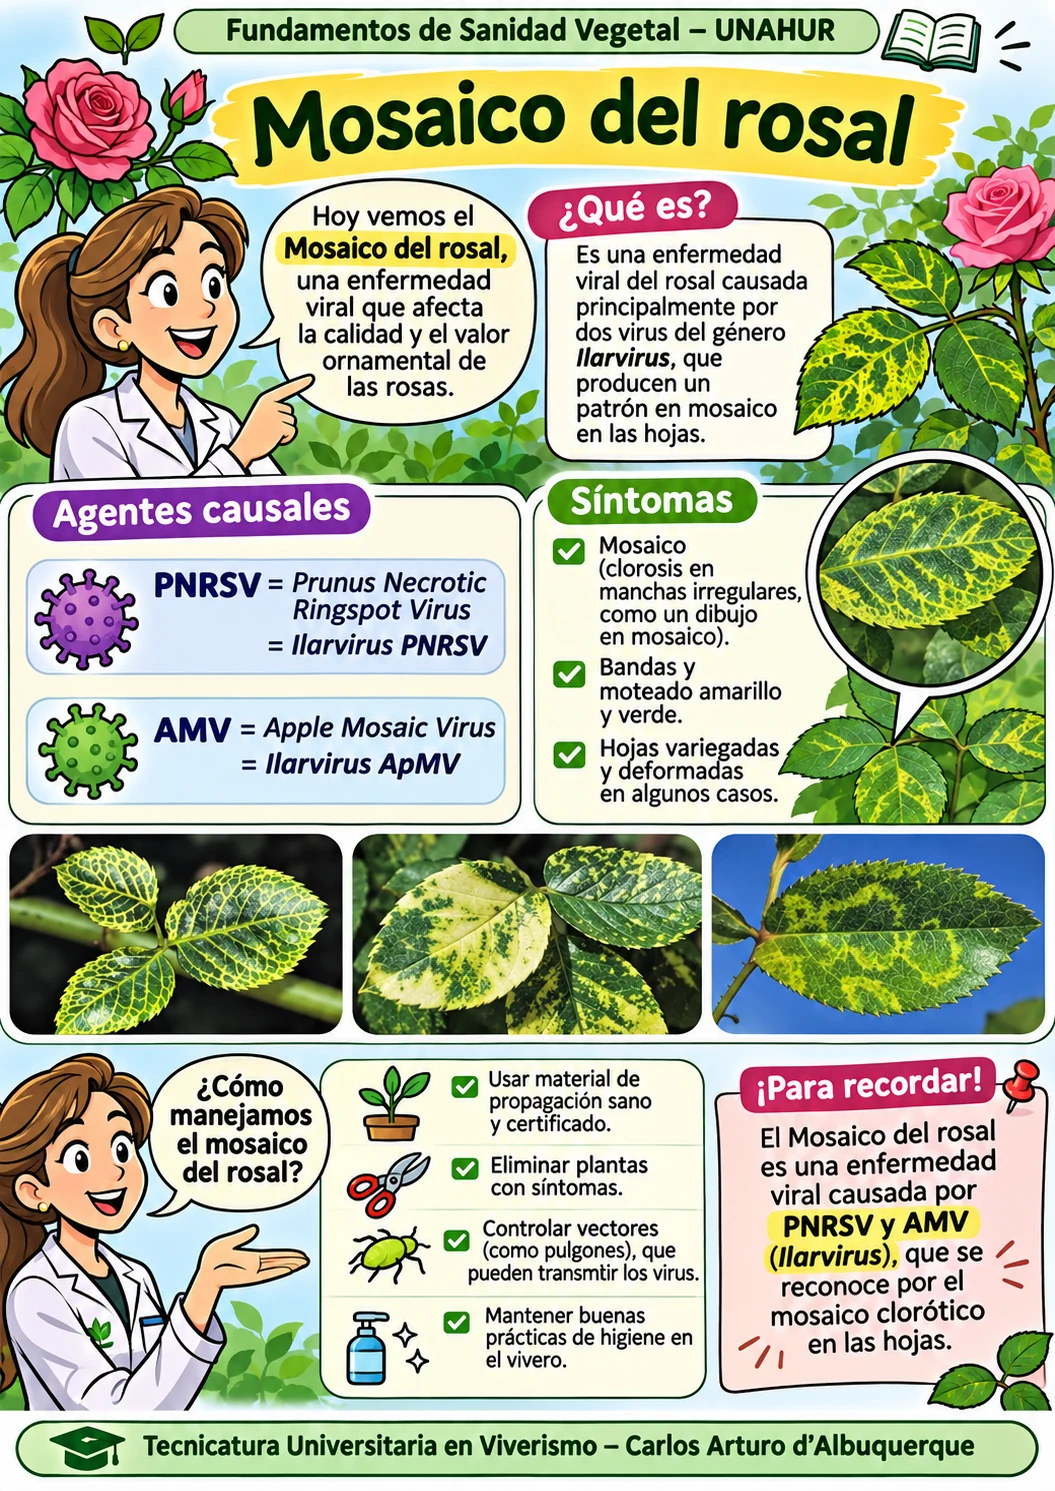 Fundamentos de Sanidad Vegetal – UNAHUR
Mosaico del rosal
Hoy vemos el
Mosaico del rosal,
una enfermedad
viral que afecta
la calidad y el valor
ornamental de
las rosas.
¿Qué es?
Es una enfermedad
viral del rosal causada
principalmente por
dos virus del género
Ilarvirus, que
producen un
patrón en mosaico
en las hojas.
Agentes causales
PNRSV = Prunus Necrotic
Ringspot Virus
= Ilarvirus PNRSV
AMV = Apple Mosaic Virus
= Ilarvirus ApMV
Síntomas
Mosaico
(clorosis en
manchas irregulares,
como un dibujo
en mosaico).
Bandas y
moteado amarillo
y verde.
Hojas variegadas
y deformadas
en algunos casos.
¿Cómo
manejamos
el mosaico
del rosal?
Usar material de
propagación sano
y certificado.
Eliminar plantas
con síntomas.
Controlar vectores
(como pulgones), que
pueden transmtir los virus.
Mantener buenas
prácticas de higiene en
el vivero.
¡Para recordar!
El Mosaico del rosal
es una enfermedad
viral causada por
PNRSV y AMV
(Ilarvirus), que se
reconoce por el
mosaico clorótico
en las hojas.
Tecnicatura Universitaria en Viverismo – Carlos Arturo d’Albuquerque